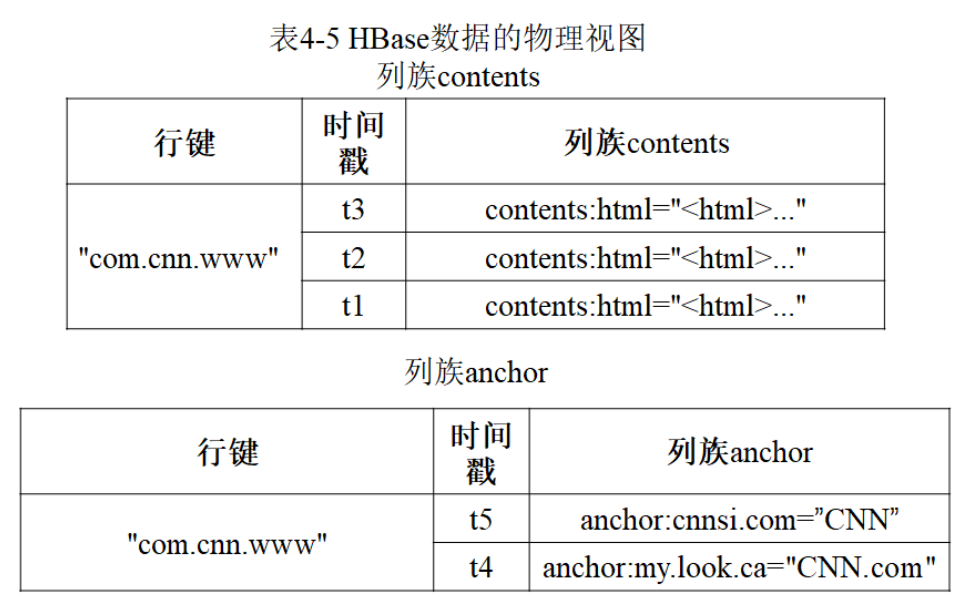 表4-5 HBase数据的物理视图
列族contents
行键 时间戳 列族contents
"com.cnn.www" t3 contents:html="<html>..."
t2 contents:html="<html>..."
t1 contents:html="<html>..."
列族anchor
行键 时间戳 列族anchor
"com.cnn.www" t5 anchor:cnnsi.com=”CNN”
t4 anchor:my.look.ca="CNN.com"